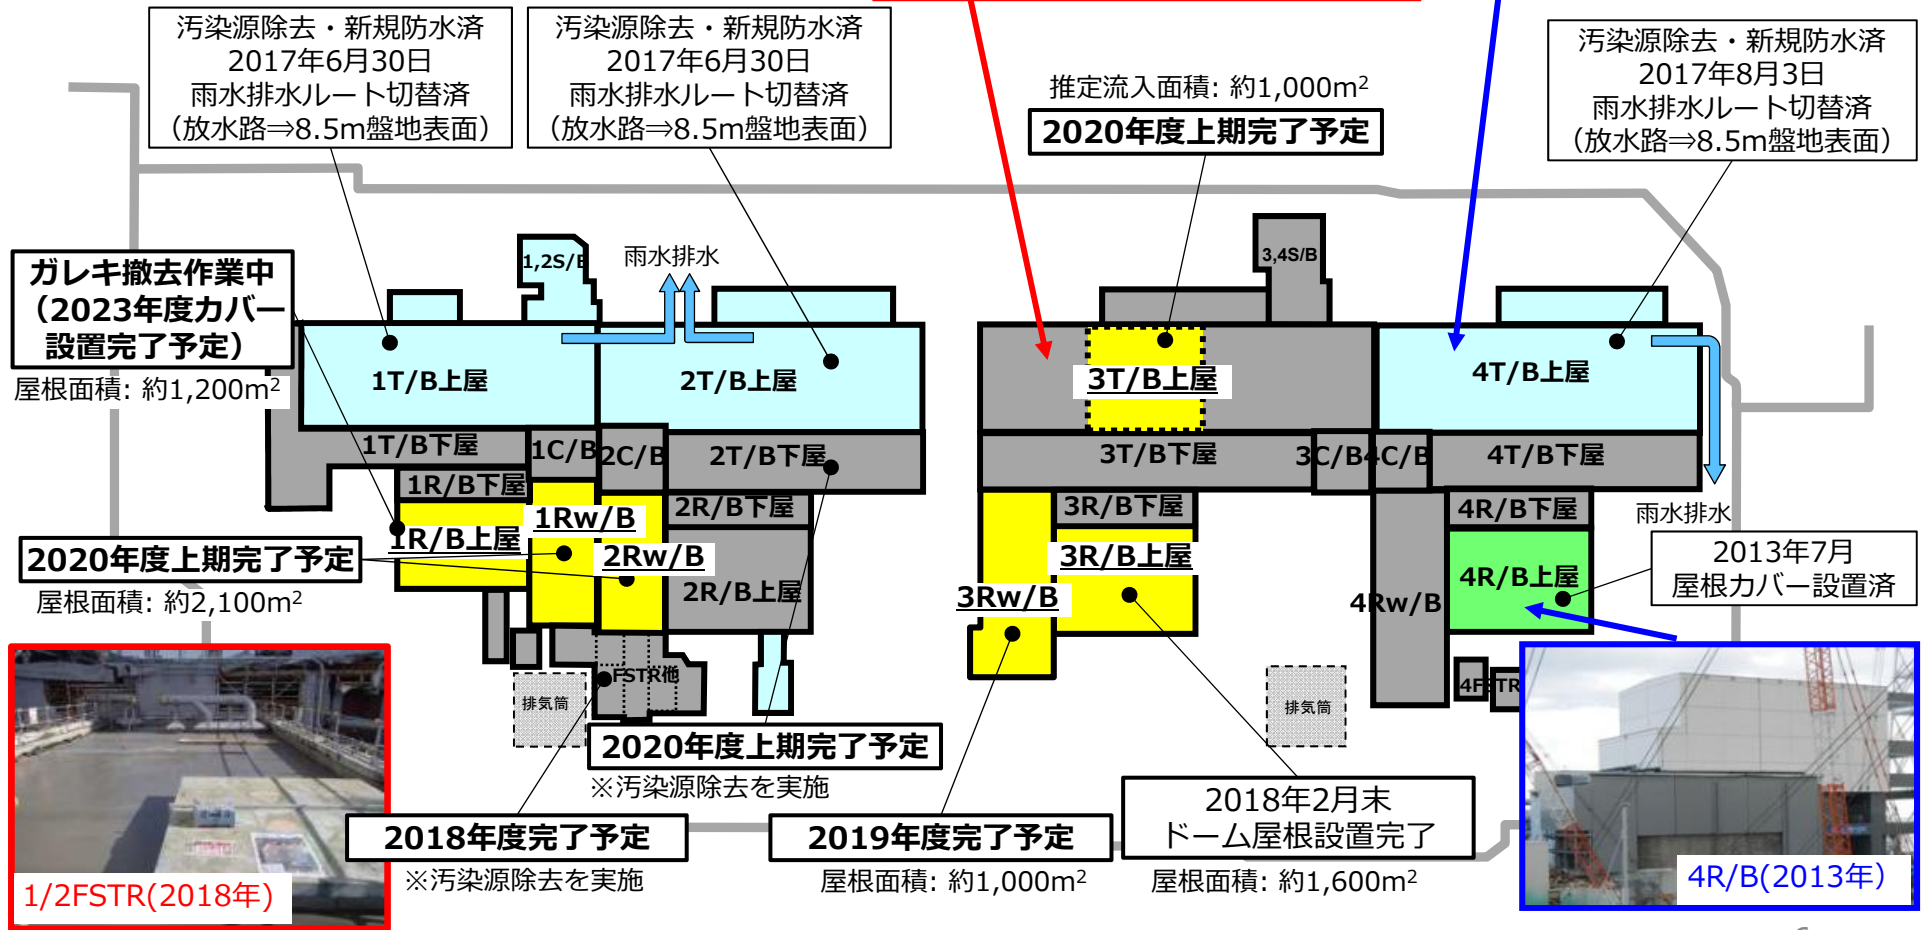 汚染源除去・新規防水済
2017年6月30日
雨水排水ルート切替済
（放水路⇒8.5m盤地表面）
汚染源除去・新規防水済
2017年6月30日
雨水排水ルート切替済
（放水路⇒8.5m盤地表面）
推定流入面積: 約1,000m²
2020年度上期完了予定
汚染源除去・新規防水済
2017年8月3日
雨水排水ルート切替済
（放水路⇒8.5m盤地表面）
ガレキ撤去作業中
（2023年度カバー
設置完了予定）
屋根面積: 約1,200m²
1,2S/B
雨水排水
3,4S/B
1T/B上屋
2T/B上屋
3T/B上屋
4T/B上屋
1T/B下屋
1C/B
2C/B
2T/B下屋
3T/B下屋
3C/B
4C/B
4T/B下屋
1R/B下屋
2R/B下屋
3R/B下屋
4R/B下屋
雨水排水
1R/B上屋
1Rw/B
2Rw/B
2R/B上屋
3Rw/B
3R/B上屋
4Rw/B
4R/B上屋
2020年度上期完了予定
屋根面積: 約2,100m²
2013年7月
屋根カバー設置済
FSTR他
排気筒
排気筒
4FSTR
2020年度上期完了予定
※汚染源除去を実施
2018年度完了予定
※汚染源除去を実施
2019年度完了予定
屋根面積: 約1,000m²
2018年2月末
ドーム屋根設置完了
屋根面積: 約1,600m²
1/2FSTR(2018年)
4R/B(2013年）